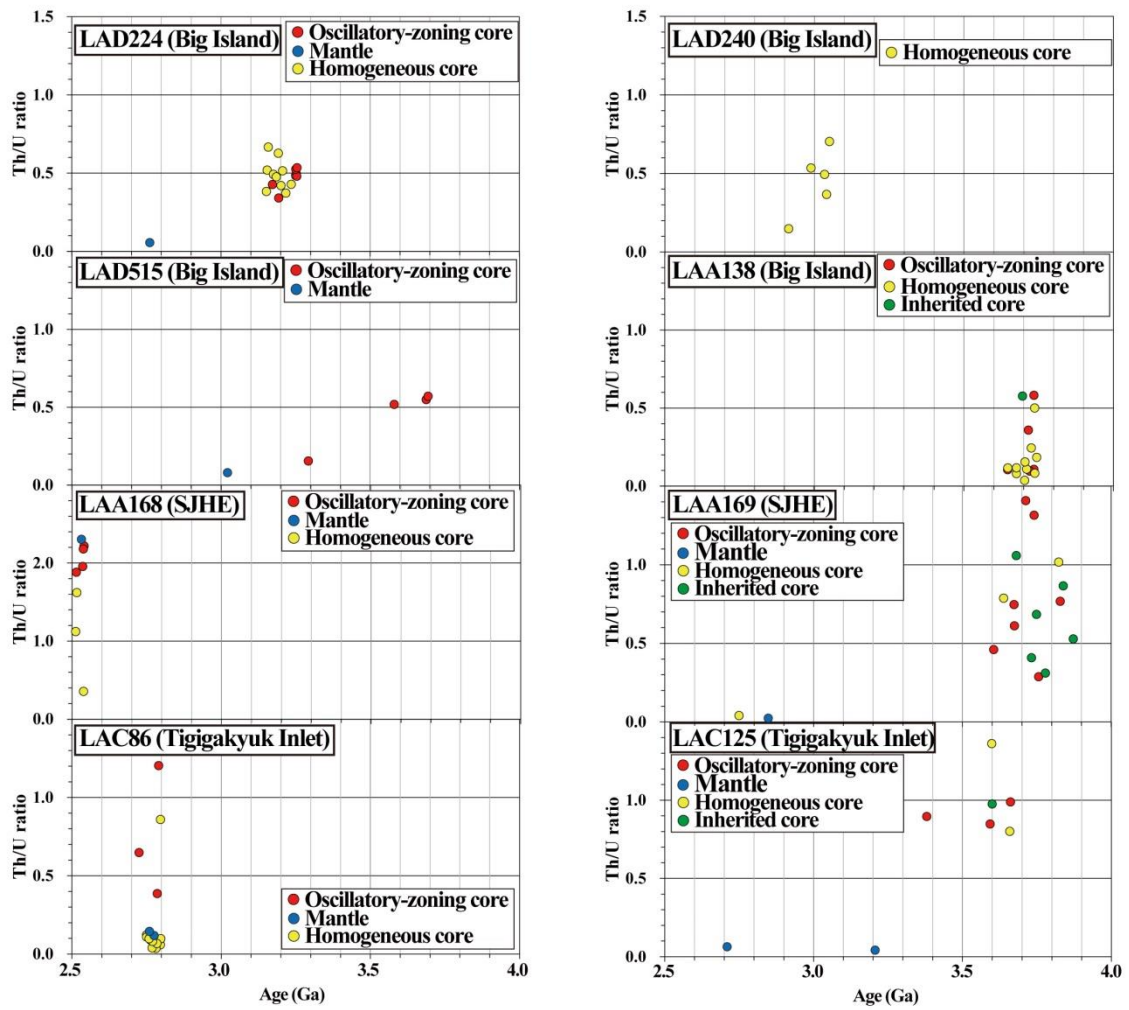 LAD224 (Big Island)
Oscillatory-zoning core
Mantle
Homogeneous core
1.5
1.0
0.5
0.0
Th/U ratio
LAD515 (Big Island)
Oscillatory-zoning core
Mantle
1.0
0.5
0.0
Th/U ratio
LAA168 (SJHE)
Oscillatory-zoning core
Mantle
Homogeneous core
2.0
1.0
0.0
Th/U ratio
LAC86 (Tigigakyuk Inlet)
1.0
0.5
0.0
Th/U ratio
Oscillatory-zoning core
Mantle
Homogeneous core
2.5 3.0 3.5 4.0
Age (Ga)
LAD240 (Big Island)
Homogeneous core
1.5
1.0
0.5
0.0
Th/U ratio
LAA138 (Big Island)
Oscillatory-zoning core
Homogeneous core
Inherited core
1.0
0.5
0.0
Th/U ratio
LAA169 (SJHE)
Oscillatory-zoning core
Mantle
Homogeneous core
Inherited core
1.0
0.5
0.0
Th/U ratio
LAC125 (Tigigakyuk Inlet)
Oscillatory-zoning core
Mantle
Homogeneous core
Inherited core
1.0
0.5
0.0
Th/U ratio
2.5 3.0 3.5 4.0
Age (Ga)